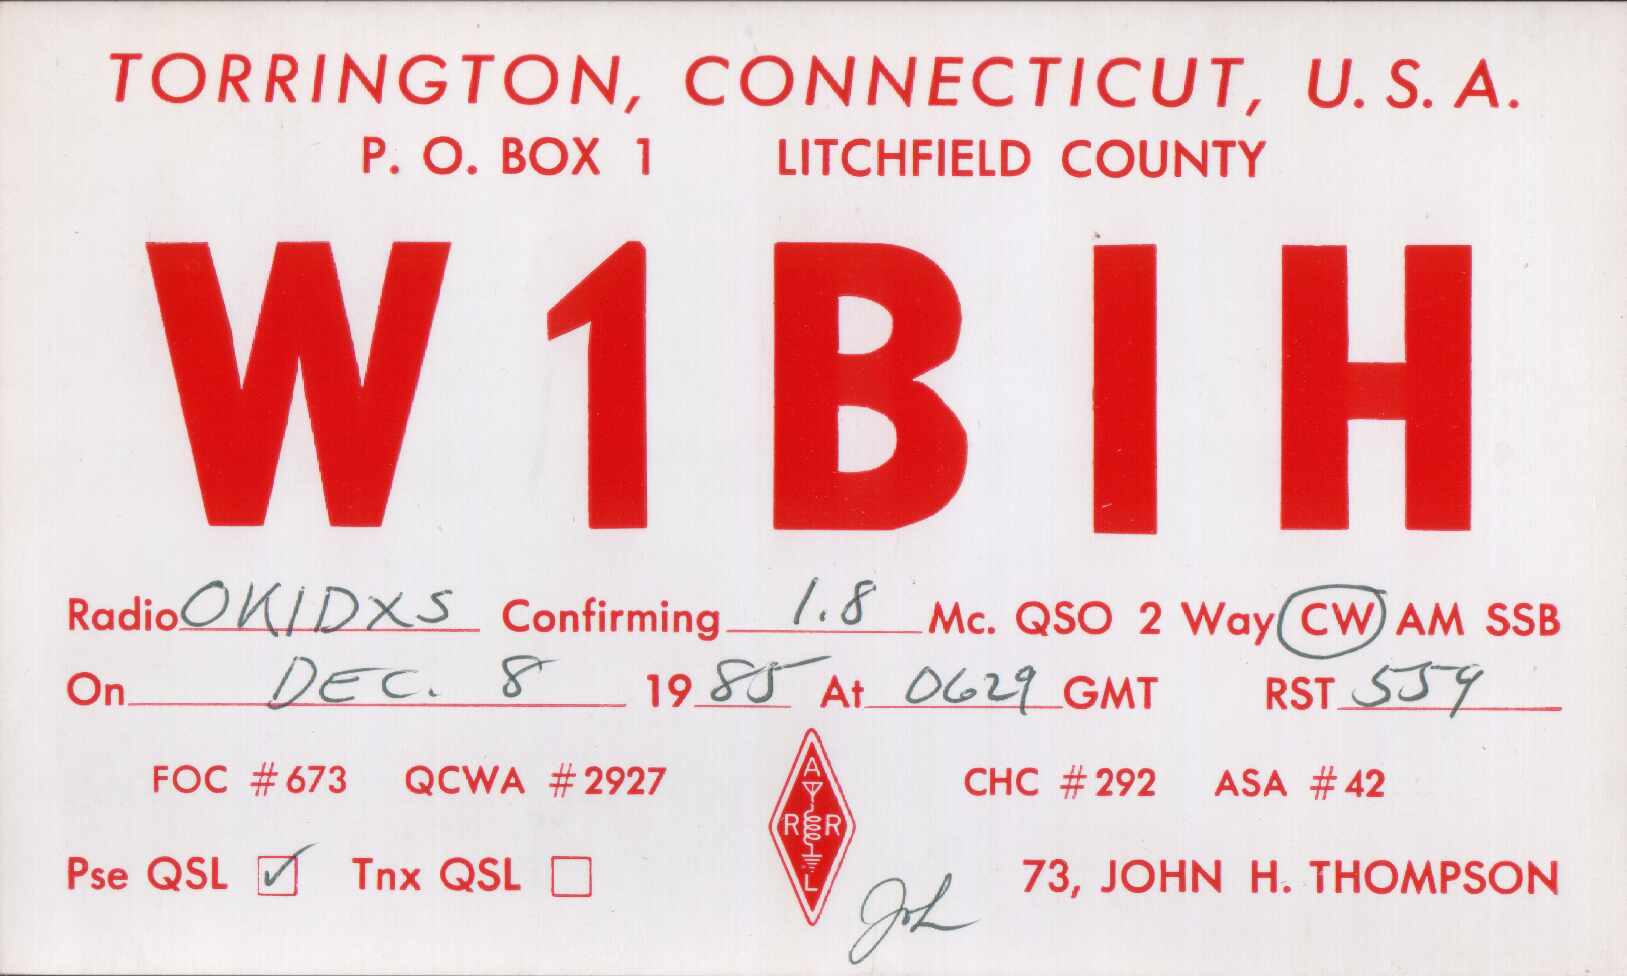 TORRINGTON, CONNECTICUT, U.S.A.
P. O. BOX 1 LITCHFIELD COUNTY
W1BIH
Radio OK1DXS Confirming 1.8 Mc. QSO 2 Way CW AM SSB
On DEC. 8 1985 At 0629 GMT RST 559
FOC #673 QCWA #2927 ARRL CHC #292 ASA #42
Pse QSL ✓ Tnx QSL John 73, JOHN H. THOMPSON